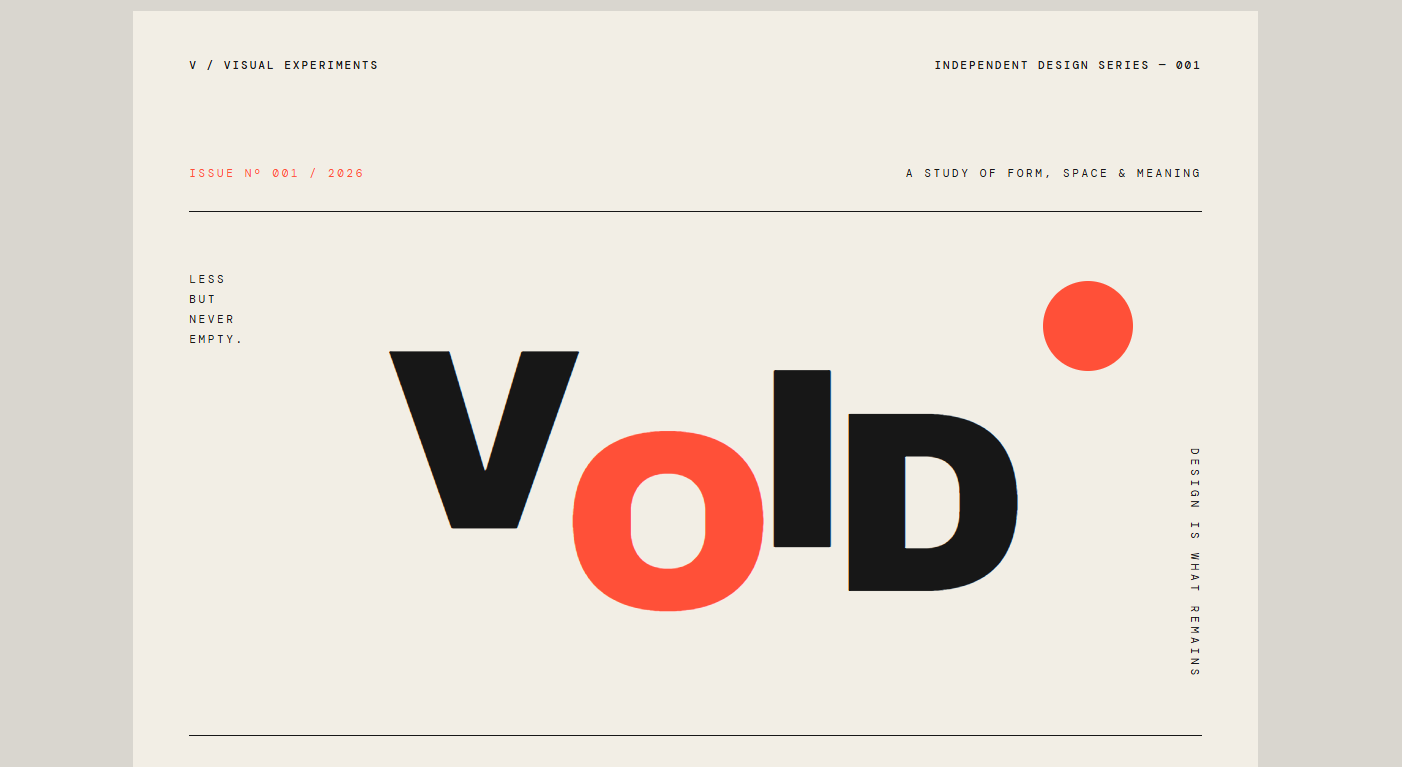 V / VISUAL EXPERIMENTS
INDEPENDENT DESIGN SERIES — 001
ISSUE Nº 001 / 2026
A STUDY OF FORM, SPACE & MEANING
LESS
BUT
NEVER
EMPTY.
VOID
DESIGN IS WHAT REMAINS